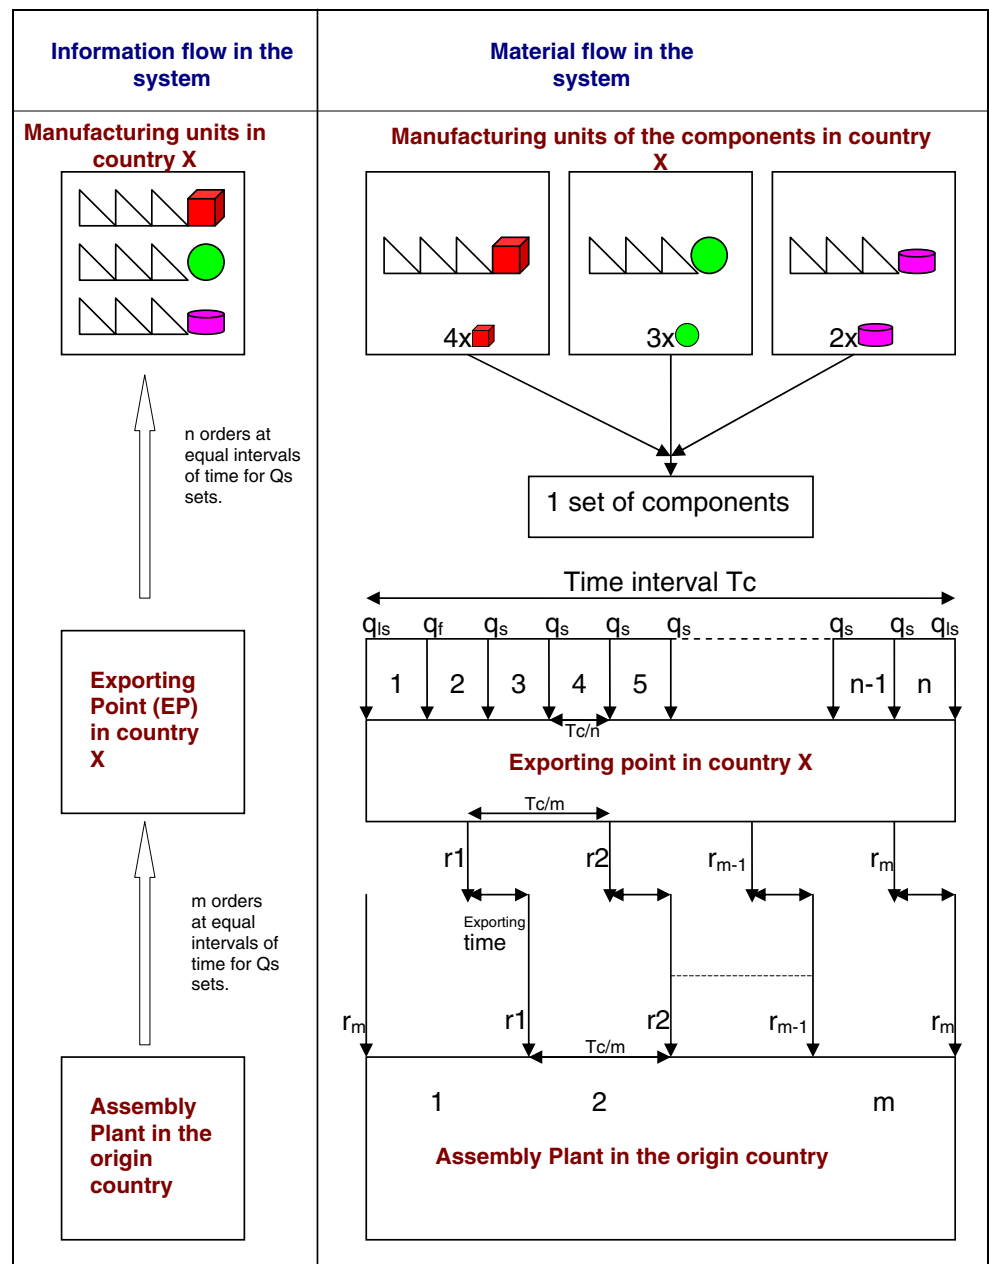 Information flow in the
system
Material flow in the
system
Manufacturing units in
country X
n orders at
equal intervals
of time for Qs
sets.
Exporting
Point (EP)
in country
X
m orders
at equal
intervals of
time for Qs
sets.
Assembly
Plant in the
origin
country
Manufacturing units of the components in country
X
4x 3x 2x
1 set of components
Time interval Tc
qls qf qs qs qs qs qs qs qls
1 2 3 4 5 n-1 n
Tc/n
Exporting point in country X
Tc/m
r1 r2 rm-1 rm
Exporting
time
rm r1 r2 rm-1 rm
Tc/m
1 2 m
Assembly Plant in the origin country